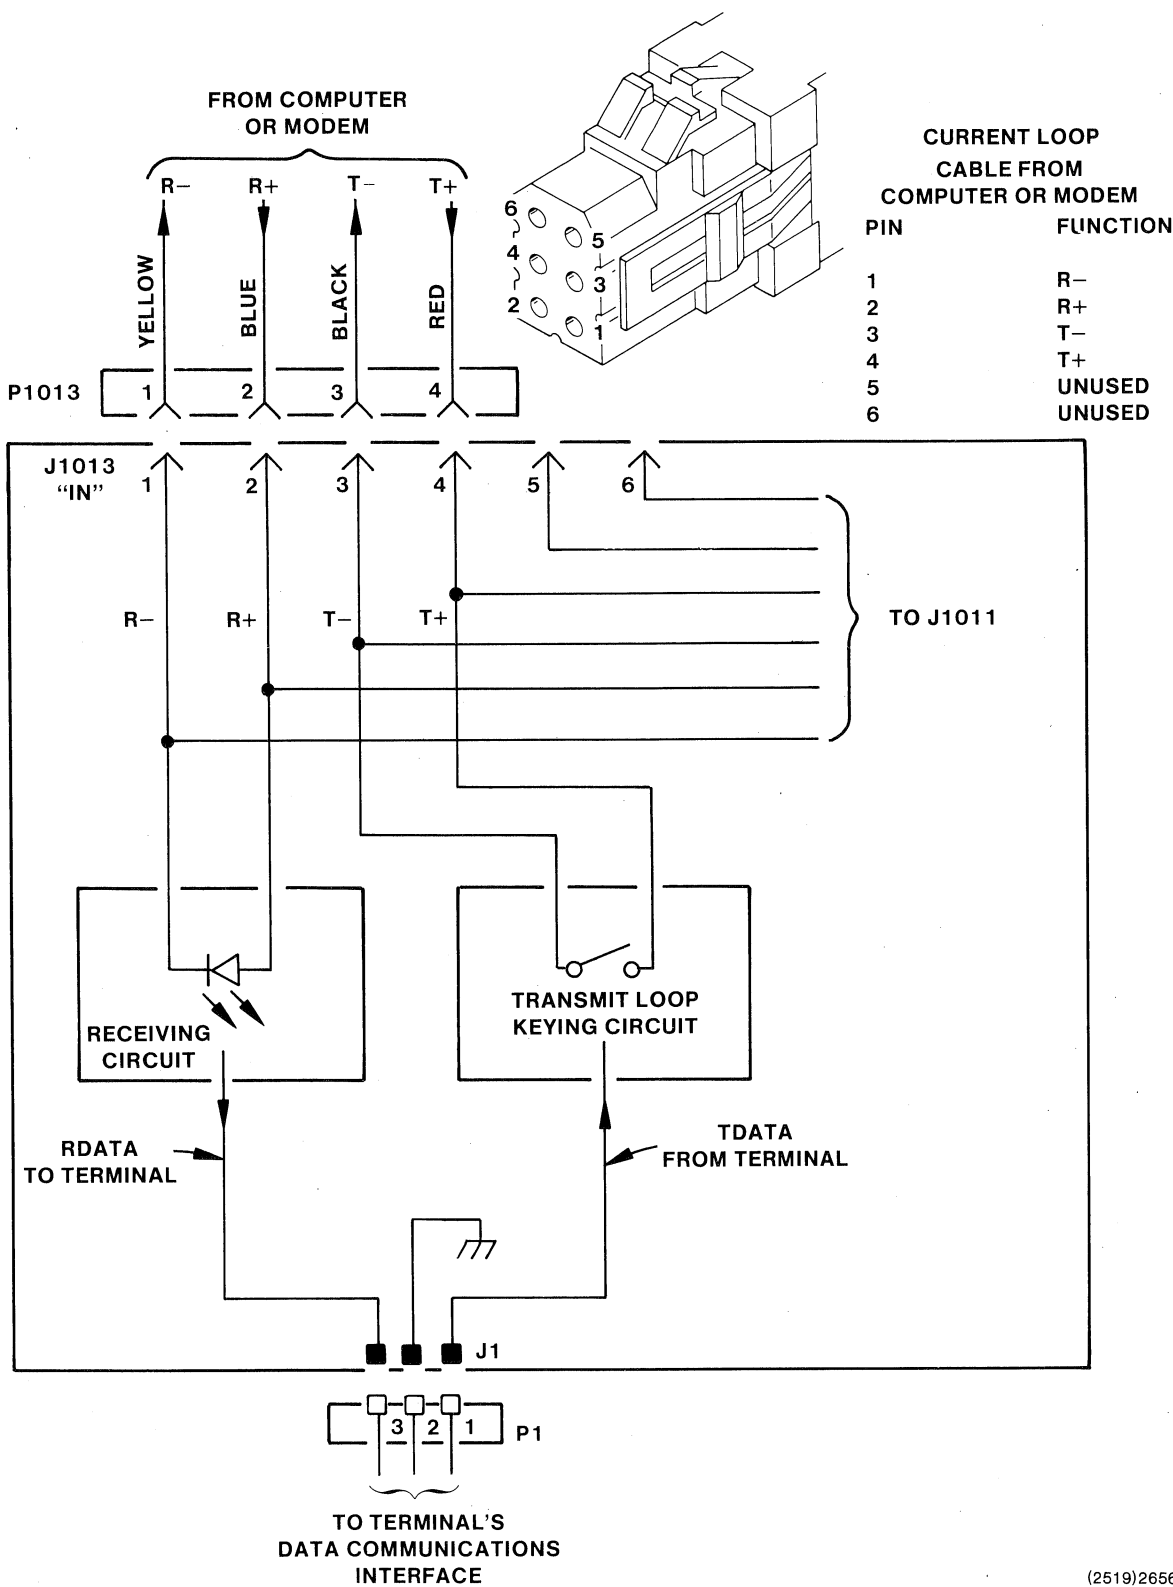 FROM COMPUTER
OR MODEM
R−
R+
T−
T+
YELLOW
BLUE
BLACK
RED
P1013
1
2
3
4
6
5
4
3
2
1
CURRENT LOOP
CABLE FROM
COMPUTER OR MODEM
PIN FUNCTION
1 R−
2 R+
3 T−
4 T+
5 UNUSED
6 UNUSED
J1013
“IN”
1
2
3
4
5
6
R−
R+
T−
T+
TO J1011
RECEIVING
CIRCUIT
TRANSMIT LOOP
KEYING CIRCUIT
RDATA
TO TERMINAL
TDATA
FROM TERMINAL
J1
3
2
1
P1
TO TERMINAL’S
DATA COMMUNICATIONS
INTERFACE
(2519)2656